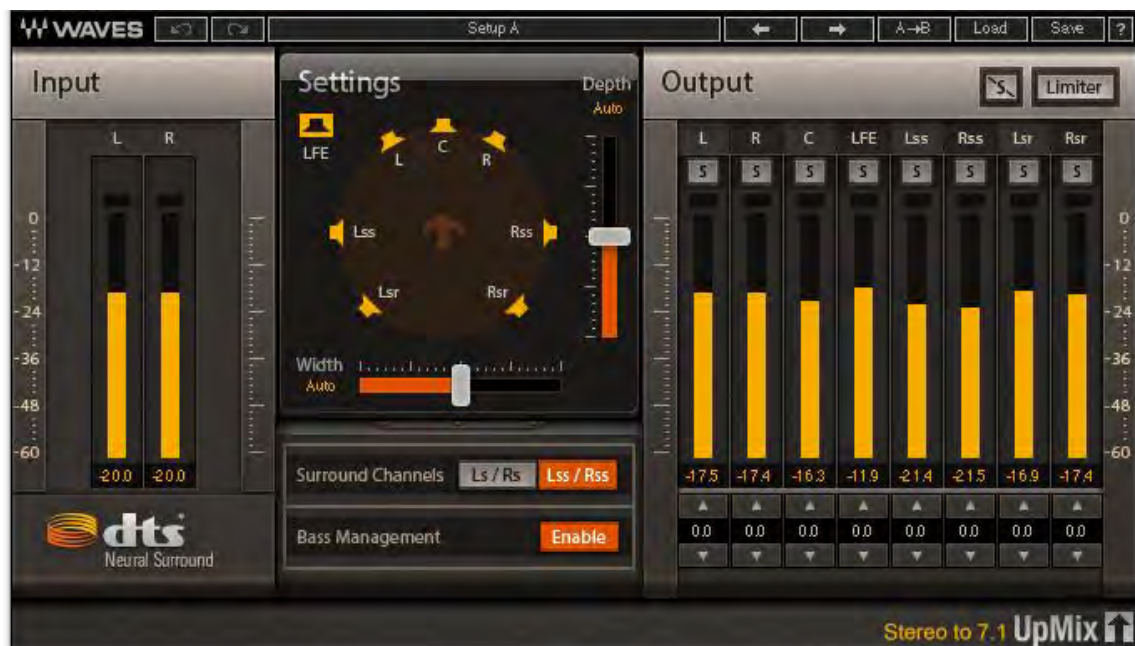 WAVES Setup A A→B Load Save ?
Input
L R
0
-12
-24
-36
-48
-60
-20.0 -20.0
dts
Neural Surround
Settings
Depth
Auto
LFE
L C R
Lss Rss
Lsr Rsr
Width
Auto
Surround Channels Ls / Rs Lss / Rss
Bass Management Enable
Output S Limiter
L R C LFE Lss Rss Lsr Rsr
S S S S S S S S
0
-12
-24
-36
-48
-60
-17.5 -17.4 -16.3 -11.9 -21.4 -21.5 -16.9 -17.4
0.0 0.0 0.0 0.0 0.0 0.0 0.0 0.0
Stereo to 7.1 UpMix